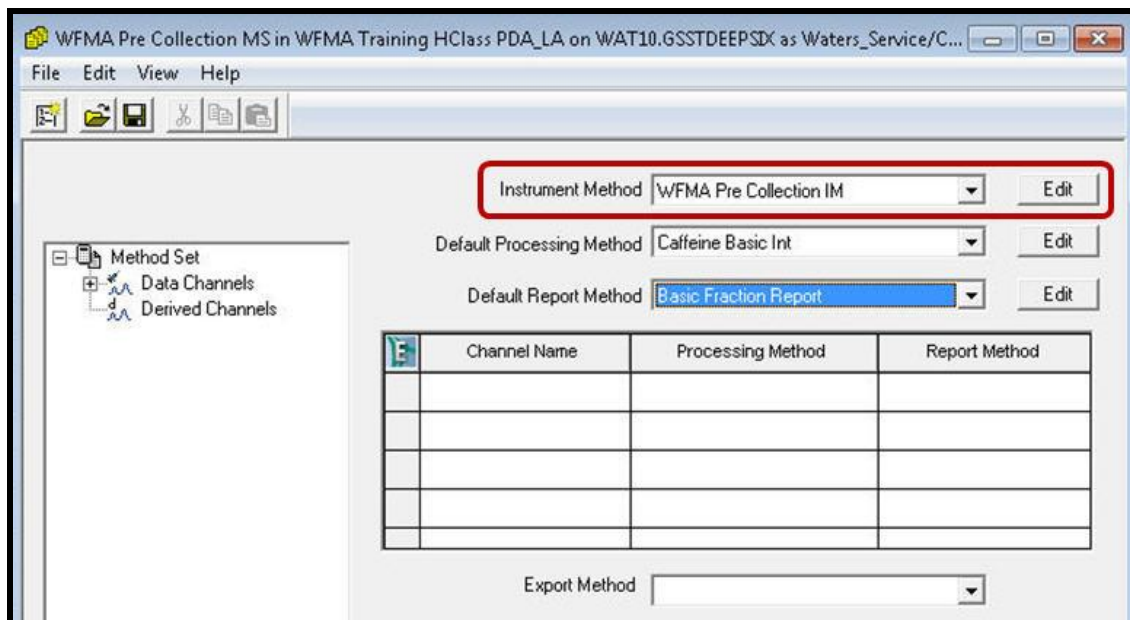 WFMA Pre Collection MS in WFMA Training HClass PDA_LA on WAT10.GSSTDEEPSIX as Waters_Service/C...
File Edit View Help
Instrument Method WFMA Pre Collection IM Edit
Method Set
Data Channels
Derived Channels
Default Processing Method Caffeine Basic Int Edit
Default Report Method Basic Fraction Report Edit
Channel Name Processing Method Report Method
Export Method